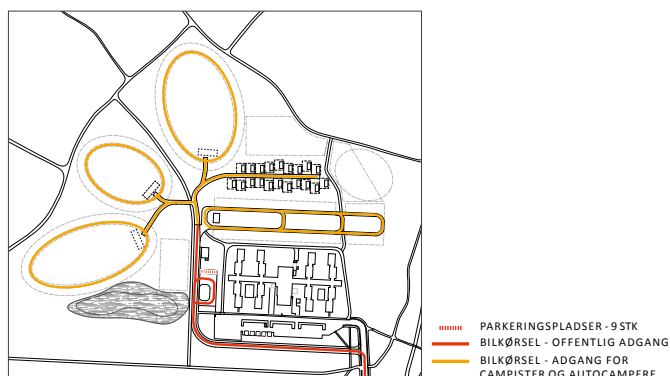 PARKERINGSPLADSER - 9 STK
BILKØRSEL - OFFENTLIG ADGANG
BILKØRSEL - ADGANG FOR
CAMPISTER OG AUTOCAMPERE